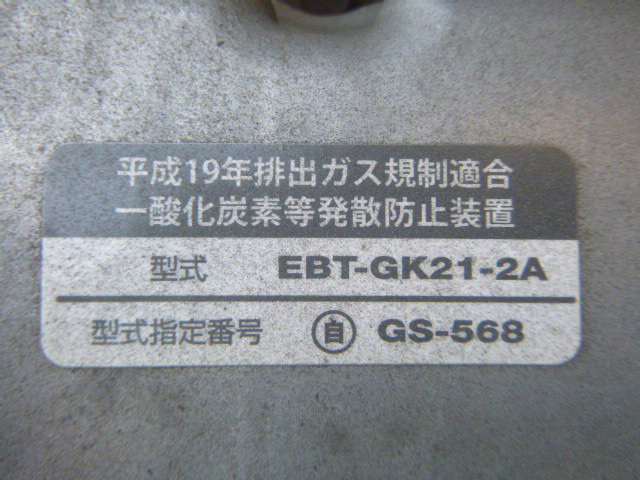 平成19年排出ガス規制適合
一酸化炭素等発散防止装置
型式 EBT-GK21-2A
型式指定番号 自 GS-568